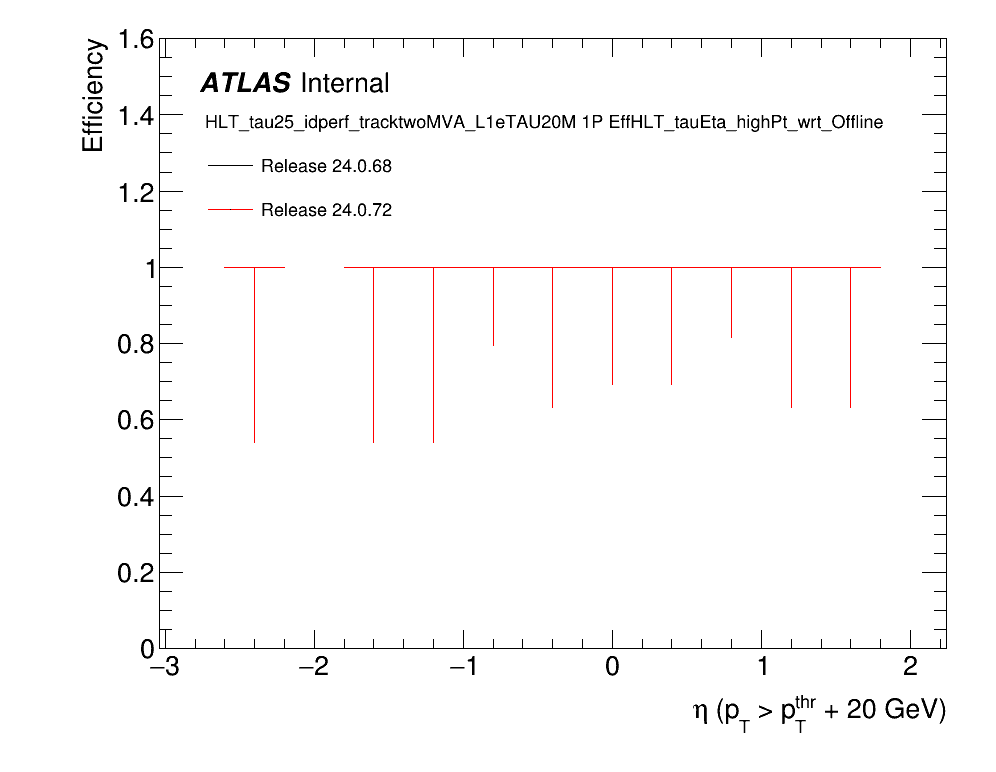 Efficiency
1.6
1.4
1.2
1
0.8
0.6
0.4
0.2
0
ATLAS Internal
HLT_tau25_idperf_tracktwoMVA_L1eTAU20M 1P EffHLT_tauEta_highPt_wrt_Offline
Release 24.0.68
Release 24.0.72
−3 −2 −1 0 1 2
η (p_T > p_T^thr + 20 GeV)